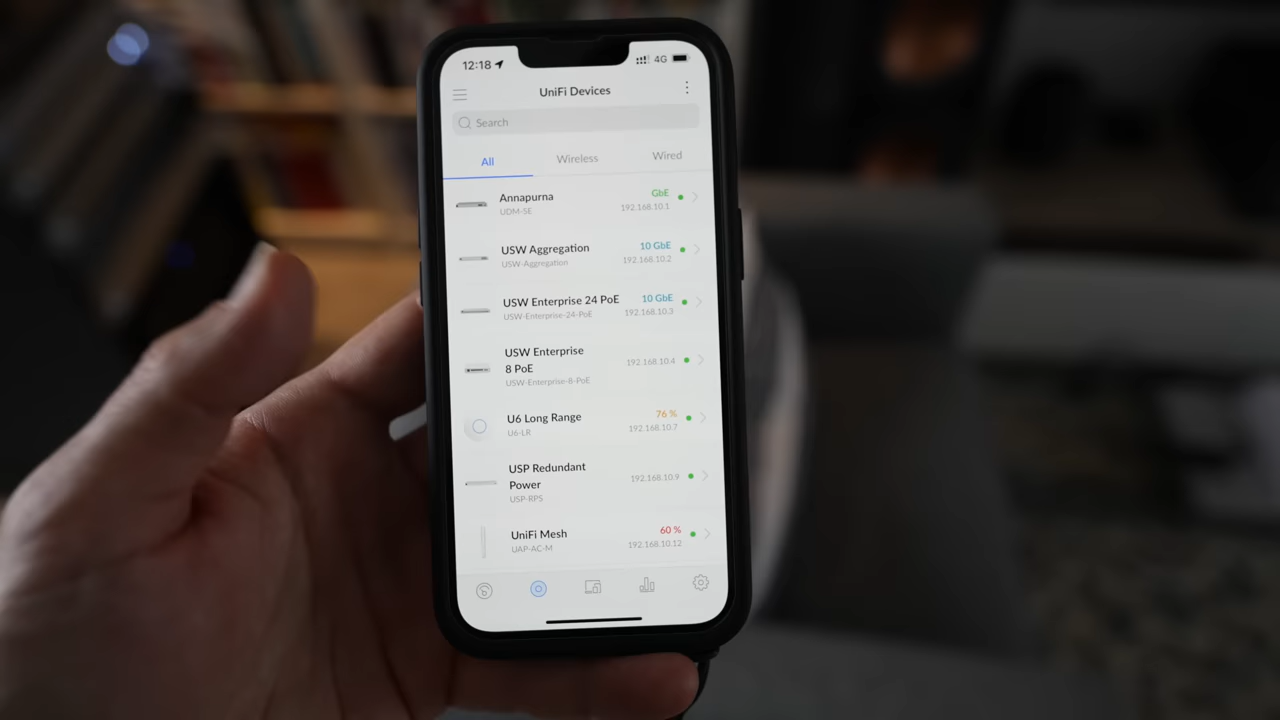 12:18 4G
UniFi Devices
Search
All Wireless Wired
Annapurna GbE
UDM-SE 192.168.10.1
USW Aggregation 10 GbE
USW-Aggregation 192.168.10.2
USW Enterprise 24 PoE 10 GbE
USW-Enterprise-24-PoE 192.168.10.3
USW Enterprise
8 PoE 192.168.10.4
USW-Enterprise-8-PoE
U6 Long Range 76 %
U6-LR 192.168.10.7
USP Redundant
Power 192.168.10.9
USP-RPS
UniFi Mesh 60 %
UAP-AC-M 192.168.10.12